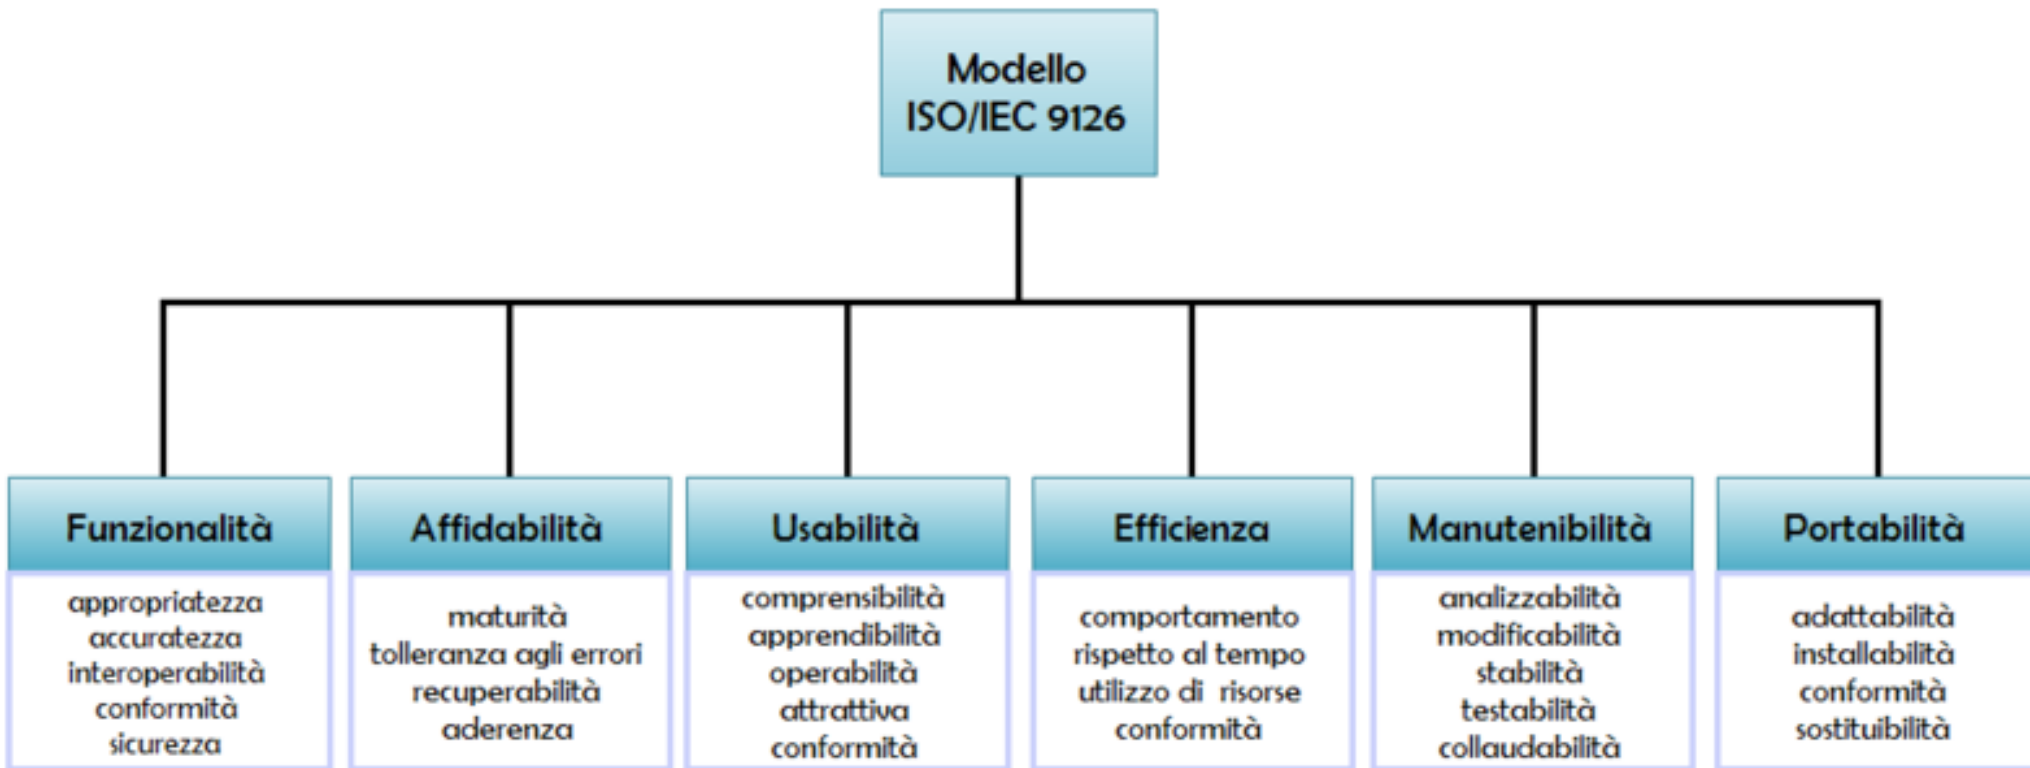 Modello
ISO/IEC 9126
Funzionalità
appropriatezza
accuratezza
interoperabilità
conformità
sicurezza
Affidabilità
maturità
tolleranza agli errori
recuperabilità
aderenza
Usabilità
comprensibilità
apprendibilità
operabilità
attrattiva
conformità
Efficienza
comportamento
rispetto al tempo
utilizzo di risorse
conformità
Manutenibilità
analizzabilità
modificabilità
stabilità
testabilità
collaudabilità
Portabilità
adattabilità
installabilità
conformità
sostituibilità